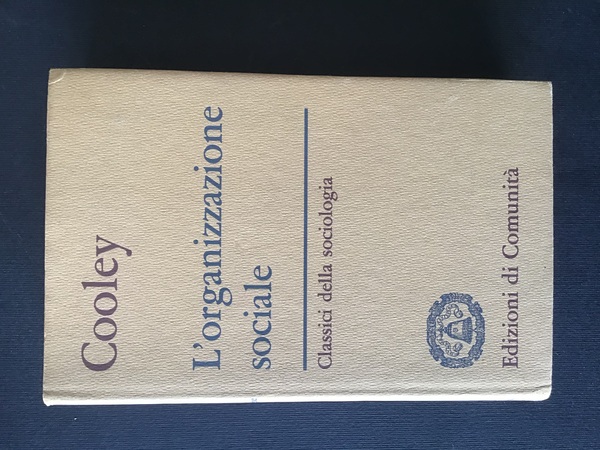 Cooley
L'organizzazione
sociale
Classici della sociologia
Edizioni di Comunità